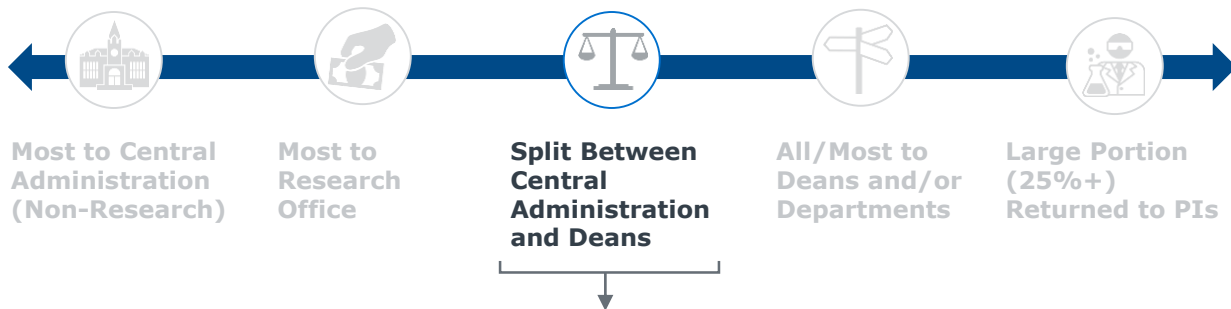 Most to Central
Administration
(Non-Research)
Most to
Research
Office
Split Between
Central
Administration
and Deans
All/Most to
Deans and/or
Departments
Large Portion
(25%+)
Returned to PIs